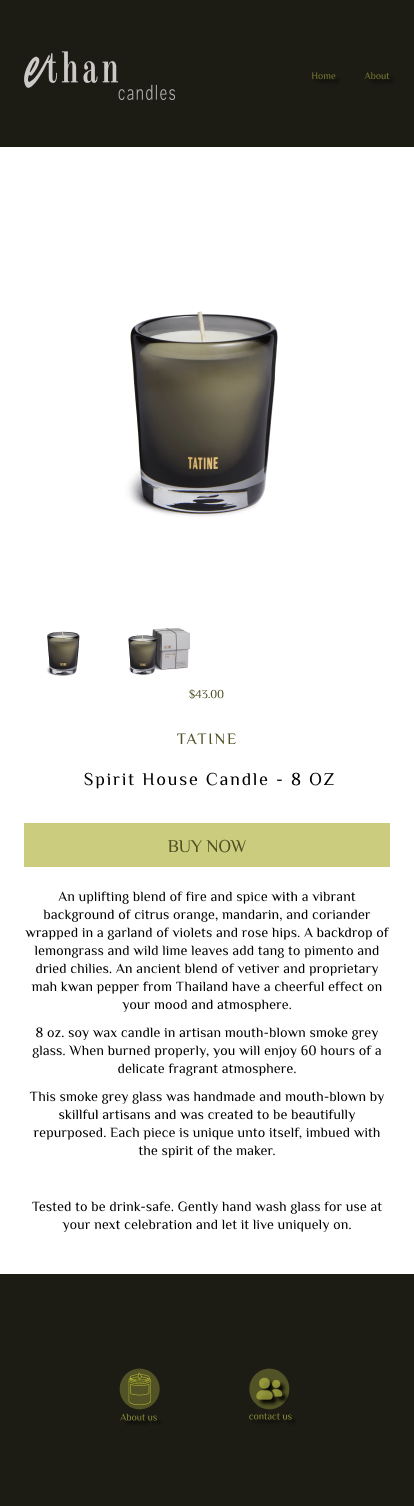 ethan
candles
Home About
TATINE
$43.00
TATINE
Spirit House Candle - 8 OZ
BUY NOW
An uplifting blend of fire and spice with a vibrant
background of citrus orange, mandarin, and coriander
wrapped in a garland of violets and rose hips. A backdrop of
lemongrass and wild lime leaves add tang to pimento and
dried chilies. An ancient blend of vetiver and proprietary
mah kwan pepper from Thailand have a cheerful effect on
your mood and atmosphere.
8 oz. soy wax candle in artisan mouth-blown smoke grey
glass. When burned properly, you will enjoy 60 hours of a
delicate fragrant atmosphere.
This smoke grey glass was handmade and mouth-blown by
skillful artisans and was created to be beautifully
repurposed. Each piece is unique unto itself, imbued with
the spirit of the maker.
Tested to be drink-safe. Gently hand wash glass for use at
your next celebration and let it live uniquely on.
About us
contact us